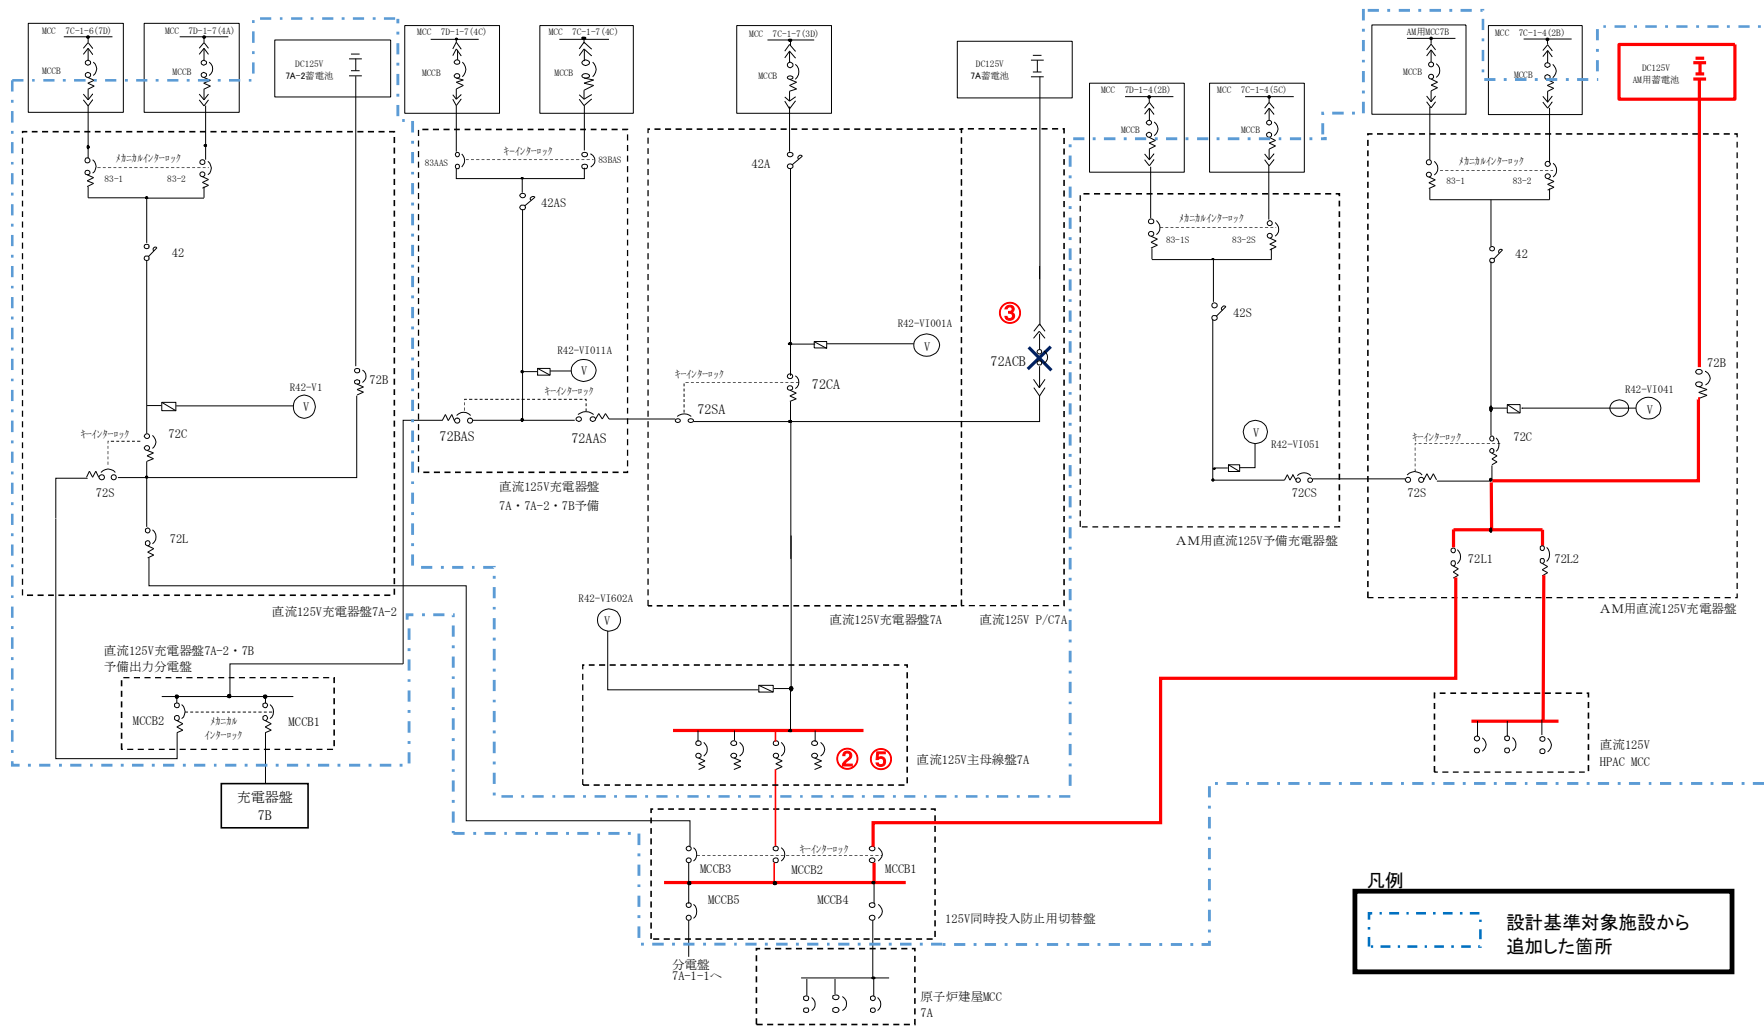 MCC 7C-1-6(7D)
MCCB
MCC 7D-1-7(4A)
MCCB
DC125V
7A-2蓄電池
MCC 7D-1-7(4C)
MCCB
MCC 7C-1-7(4C)
MCCB
MCC 7C-1-7(3D)
MCCB
DC125V
7A蓄電池
MCC 7D-1-4(2B)
MCCB
MCC 7C-1-4(5C)
MCCB
AM用MCC7B
MCCB
MCC 7C-1-4(2B)
MCCB
DC125V
AM用蓄電池
メカニカルインターロック
83-1
83-2
42
R42-V1
V
72B
72C
キーインターロック
72S
72L
直流125V充電器盤7A-2
キーインターロック
83AAS
83BAS
42AS
R42-VI011A
V
キーインターロック
72BAS
72AAS
直流125V充電器盤
7A・7A-2・7B予備
42A
R42-VI001A
V
キーインターロック
72CA
72SA
直流125V充電器盤7A
③
72ACB
直流125V P/C7A
メカニカルインターロック
83-1S
83-2S
42S
V
R42-VI051
72CS
AM用直流125V予備充電器盤
メカニカルインターロック
83-1
83-2
42
72B
R42-VI041
V
72C
キーインターロック
72S
72L1
72L2
AM用直流125V充電器盤
直流125V充電器盤7A-2・7B
予備出力分電盤
MCCB2
メカニカル
インターロック
MCCB1
充電器盤
7B
R42-VI602A
V
② ⑤
直流125V主母線盤7A
直流125V
HPAC MCC
キーインターロック
MCCB3
MCCB2
MCCB1
MCCB5
MCCB4
125V同時投入防止用切替盤
分電盤
7A-1-1へ
原子炉建屋MCC
7A
凡例
設計基準対象施設から
追加した箇所